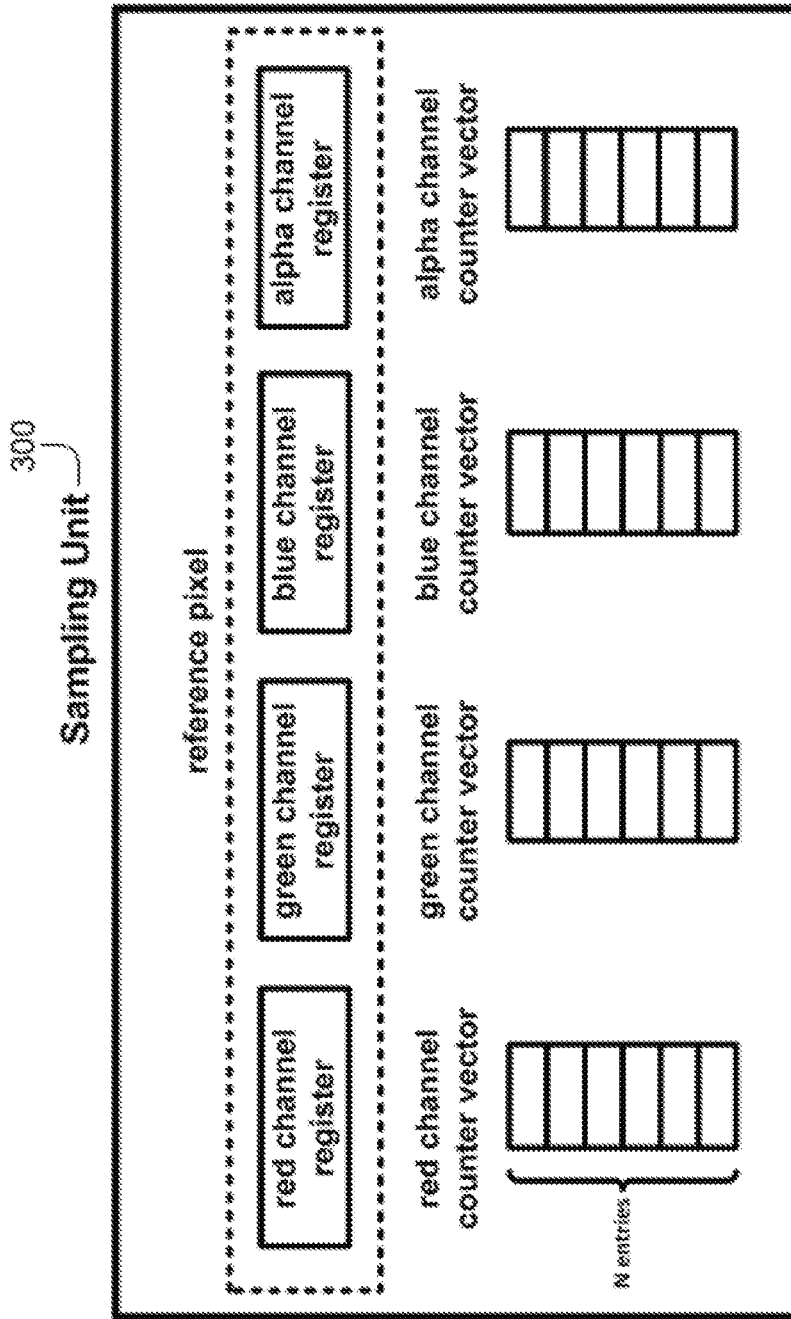 300
Sampling Unit
reference pixel
red channel
register
green channel
register
blue channel
register
alpha channel
register
red channel
counter vector
green channel
counter vector
blue channel
counter vector
alpha channel
counter vector
N entries